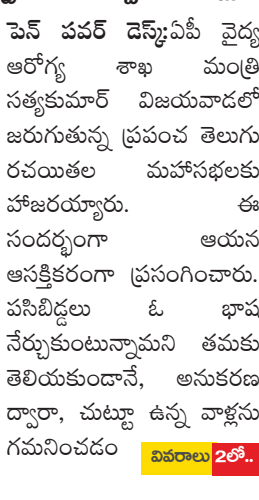 పెన్ పవర్ డెస్క్:ఏపీ వైద్య
ఆరోగ్య శాఖ మంత్రి
సత్యకుమార్ విజయవాడలో
జరుగుతున్న ప్రపంచ తెలుగు
రచయితల మహాసభలకు
హాజరయ్యారు. ఈ
సందర్భంగా ఆయన
ఆసక్తికరంగా ప్రసంగించారు.
పసిబిడ్డలు ఓ భాష
నేర్చుకుంటున్నామని తమకు
తెలియకుండానే, అనుకరణ
ద్వారా, చుట్టూ ఉన్న వాళ్లను
గమనించడం వివరాలు 2లో..